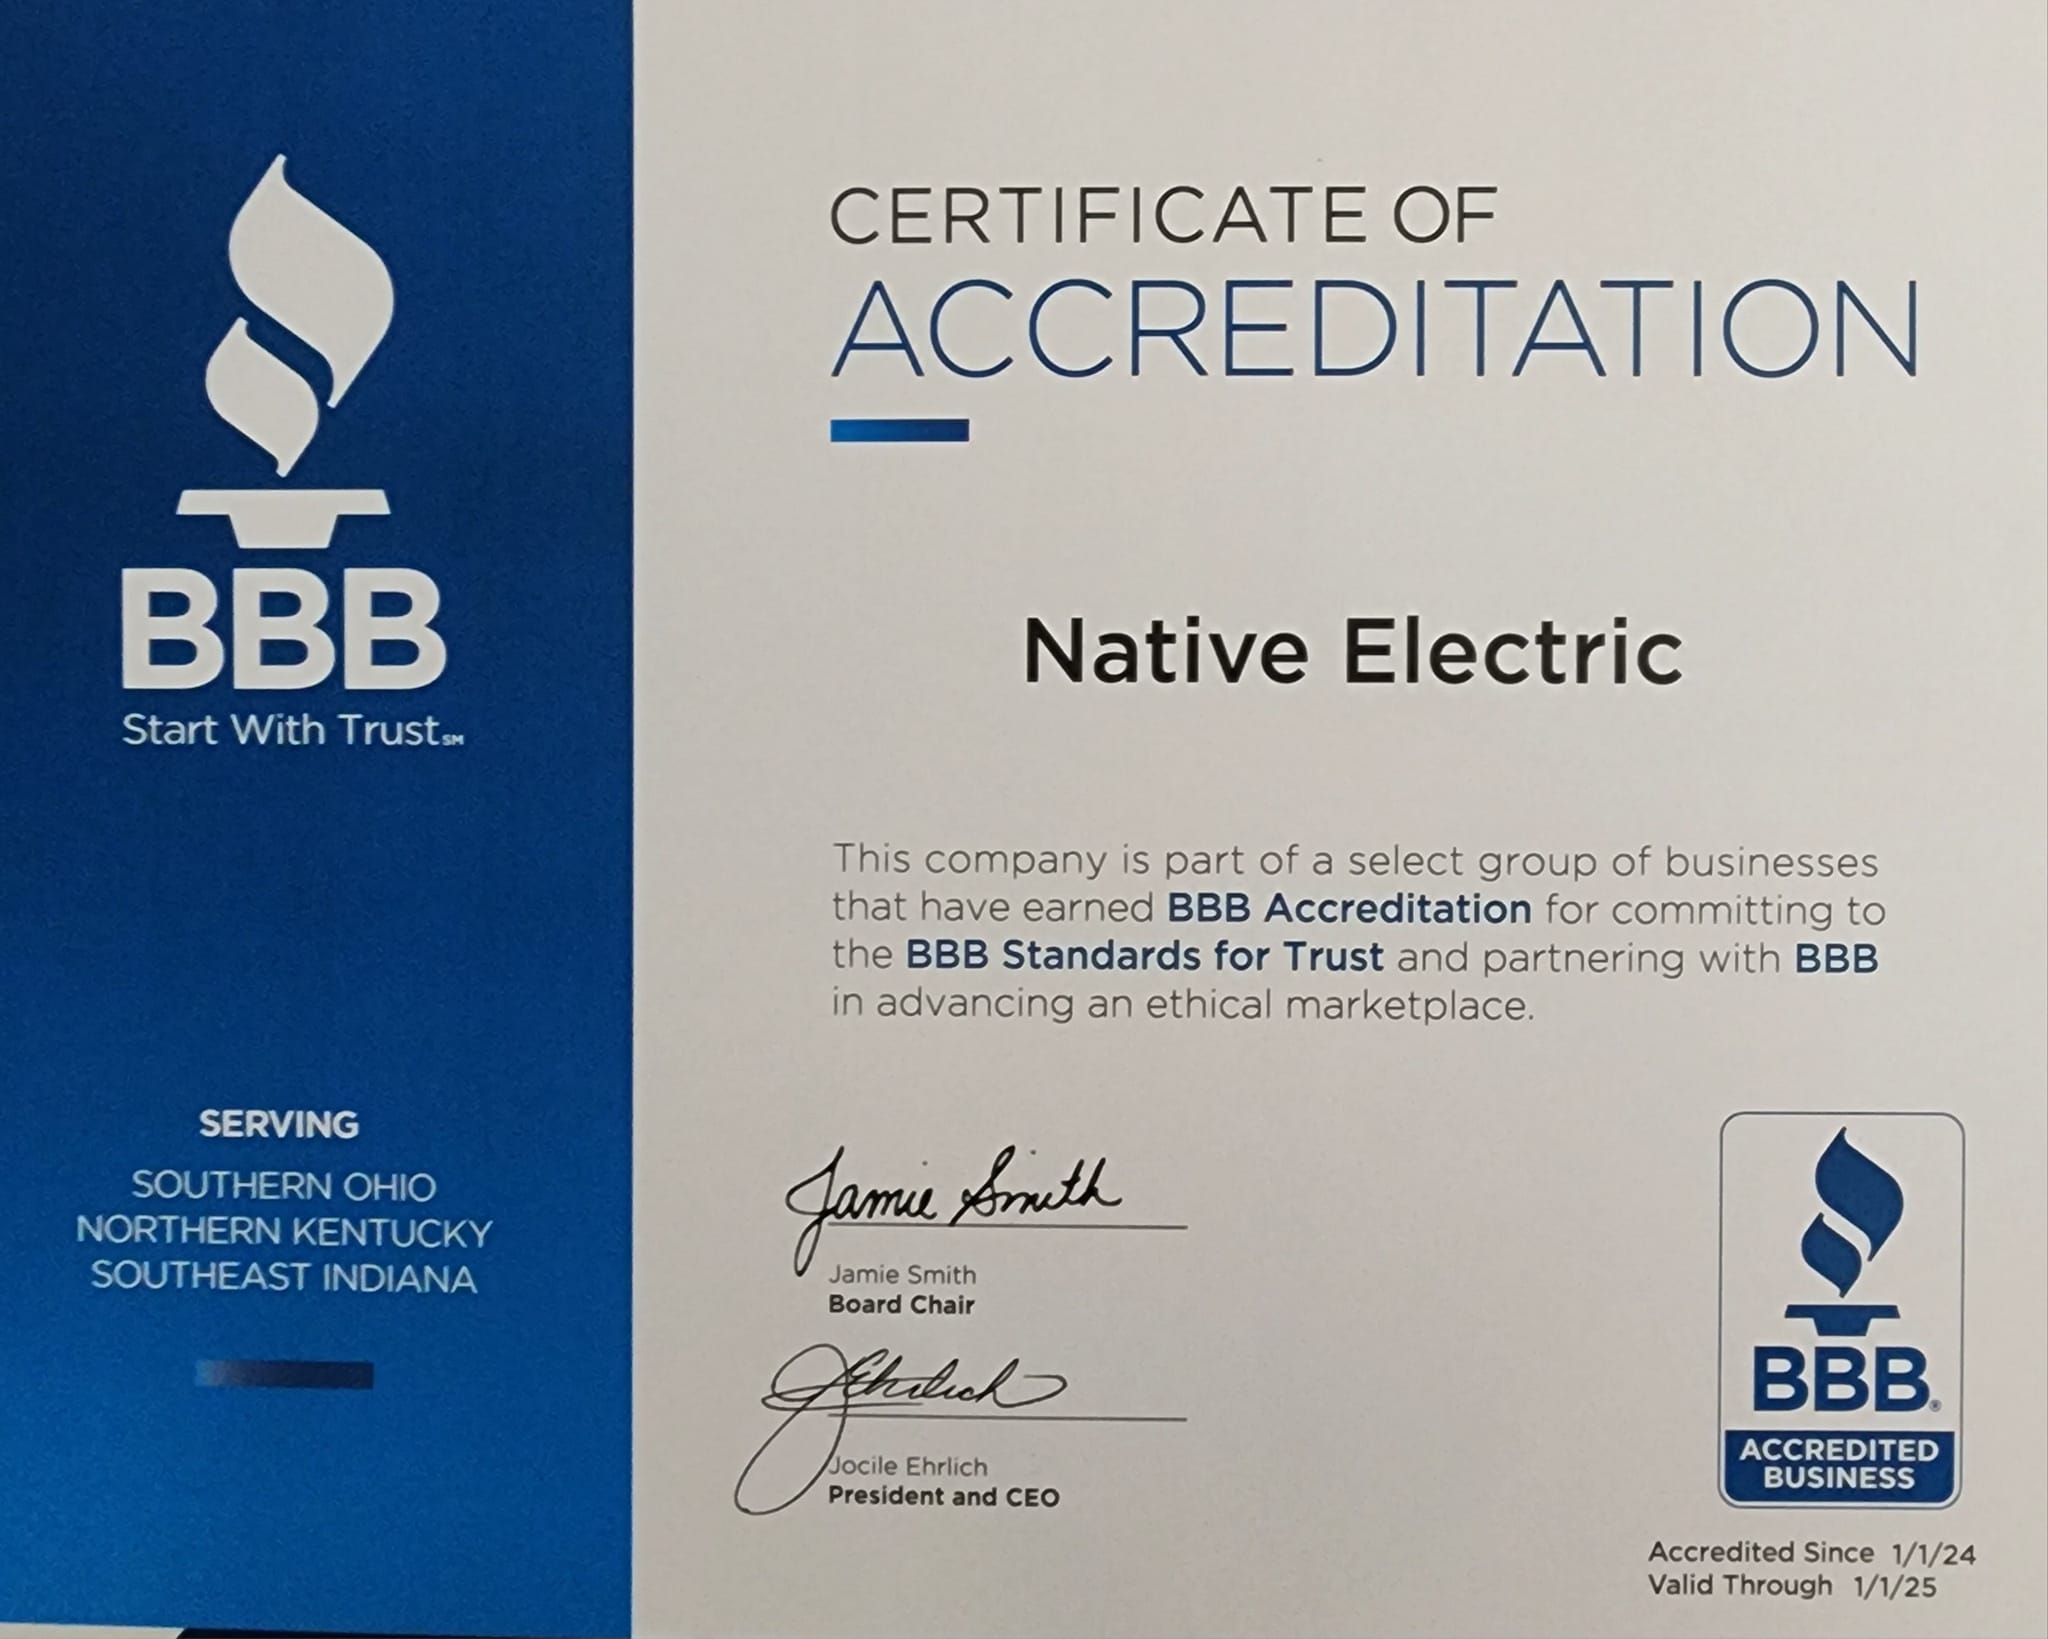 BBB
Start With Trust℠
SERVING
SOUTHERN OHIO
NORTHERN KENTUCKY
SOUTHEAST INDIANA
CERTIFICATE OF
ACCREDITATION
Native Electric
This company is part of a select group of businesses
that have earned BBB Accreditation for committing to
the BBB Standards for Trust and partnering with BBB
in advancing an ethical marketplace.
Jamie Smith
Jamie Smith
Board Chair
JEhrlich
Jocile Ehrlich
President and CEO
BBB®
ACCREDITED
BUSINESS
Accredited Since 1/1/24
Valid Through 1/1/25